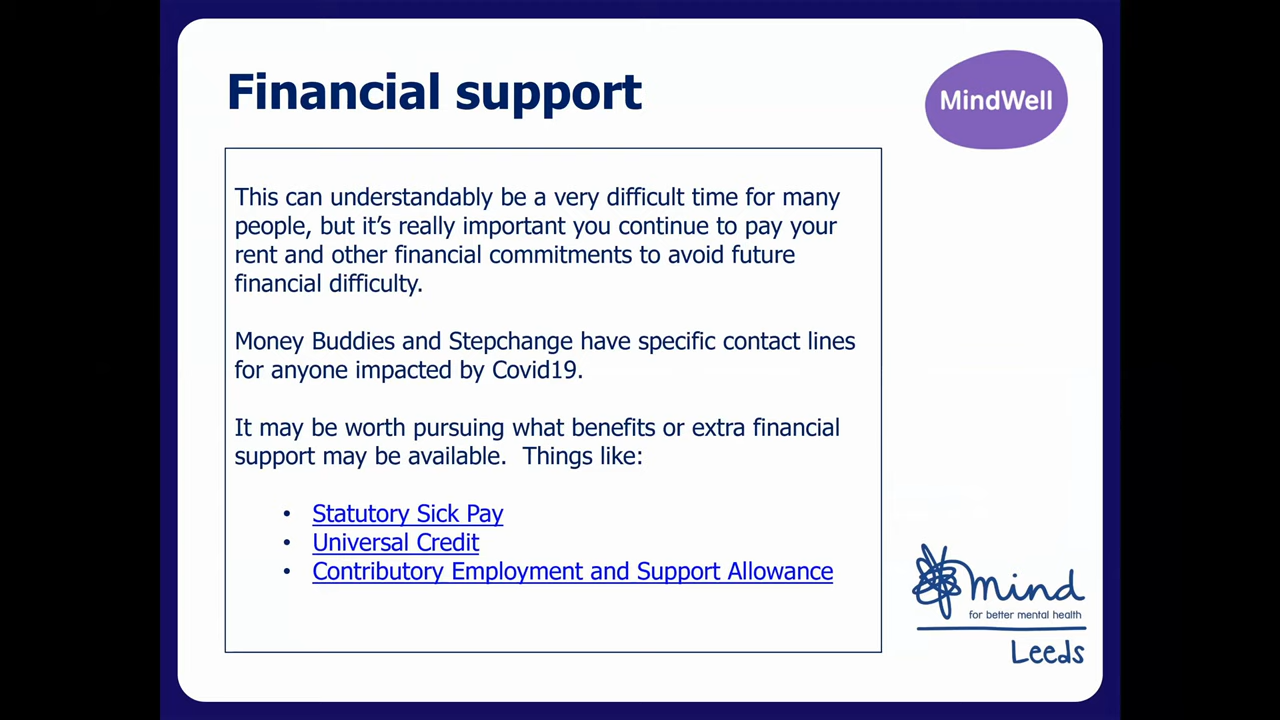 Financial support
MindWell
This can understandably be a very difficult time for many
people, but it’s really important you continue to pay your
rent and other financial commitments to avoid future
financial difficulty.
Money Buddies and Stepchange have specific contact lines
for anyone impacted by Covid19.
It may be worth pursuing what benefits or extra financial
support may be available.  Things like:
• Statutory Sick Pay
• Universal Credit
• Contributory Employment and Support Allowance
mind
for better mental health
Leeds